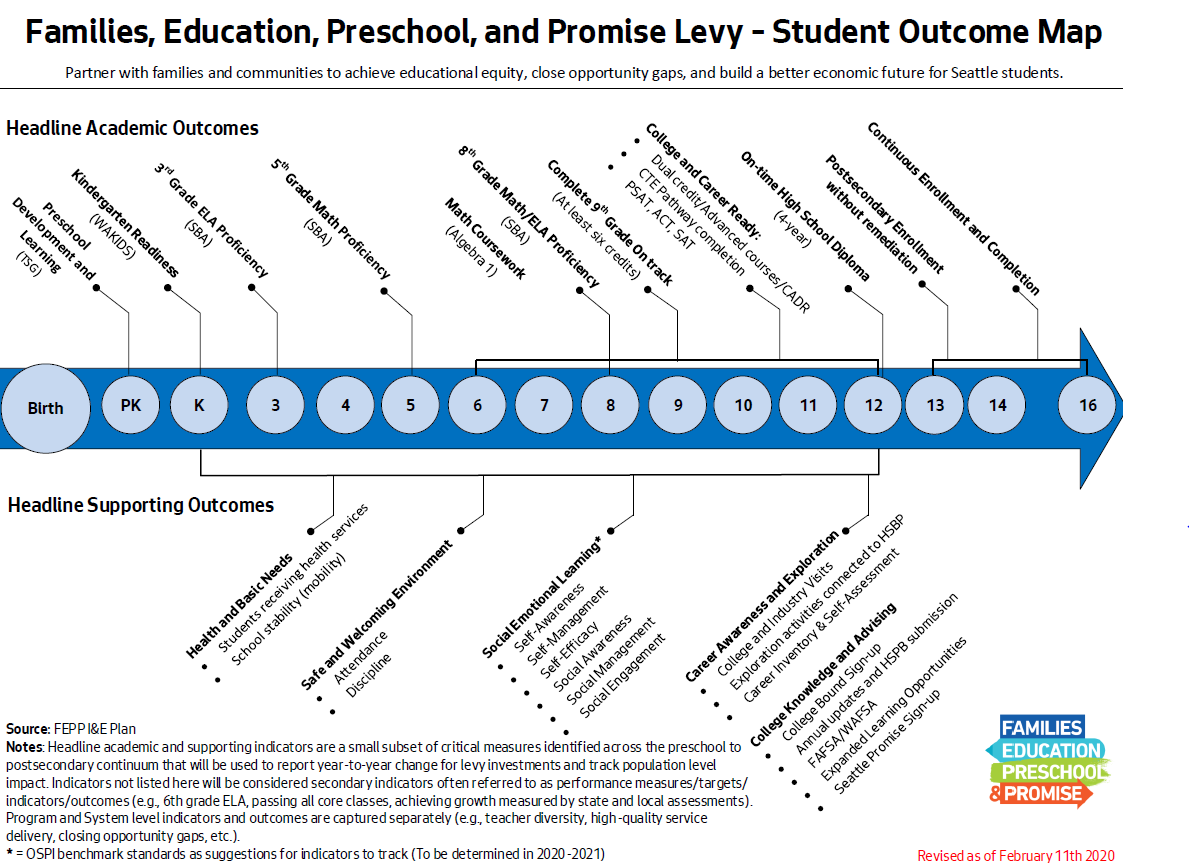 Families, Education, Preschool, and Promise Levy – Student Outcome Map
Partner with families and communities to achieve educational equity, close opportunity gaps, and build a better economic future for Seattle students.
Headline Academic Outcomes
Preschool
Development and
Learning
(TSG)
Kindergarten Readiness
(WAKIDS)
3rd Grade ELA Proficiency
(SBA)
5th Grade Math Proficiency
(SBA)
8th Grade Math/ELA Proficiency
(SBA)
Math Coursework
(Algebra 1)
Complete 9th Grade On track
(At least six credits)
College and Career Ready:
• Dual credit/Advanced courses/CADR
• CTE Pathway completion
• PSAT, ACT, SAT
On-time High School Diploma
(4-year)
Postsecondary Enrollment
without remediation
Continuous Enrollment and Completion
Birth
PK
K
3
4
5
6
7
8
9
10
11
12
13
14
16
Headline Supporting Outcomes
Health and Basic Needs
• Students receiving health services
• School stability (mobility)
Safe and Welcoming Environment
• Attendance
• Discipline
Social Emotional Learning*
• Self-Awareness
• Self-Management
• Self-Efficacy
• Social Awareness
• Social Management
• Social Engagement
Career Awareness and Exploration
• College and Industry Visits
• Exploration activities connected to HSBP
• Career Inventory & Self-Assessment
College Knowledge and Advising
• College Bound Sign-up
• Annual updates and HSPB submission
• FAFSA/WAFSA
• Expanded Learning Opportunities
• Seattle Promise Sign-up
Source: FEPP I&E Plan
Notes: Headline academic and supporting indicators are a small subset of critical measures identified across the preschool to
postsecondary continuum that will be used to report year-to-year change for levy investments and track population level
impact. Indicators not listed here will be considered secondary indicators often referred to as performance measures/targets/
indicators/outcomes (e.g., 6th grade ELA, passing all core classes, achieving growth measured by state and local assessments).
Program and System level indicators and outcomes are captured separately (e.g., teacher diversity, high-quality service
delivery, closing opportunity gaps, etc.).
* = OSPI benchmark standards as suggestions for indicators to track (To be determined in 2020-2021)
FAMILIES
EDUCATION
PRESCHOOL
& PROMISE
Revised as of February 11th 2020